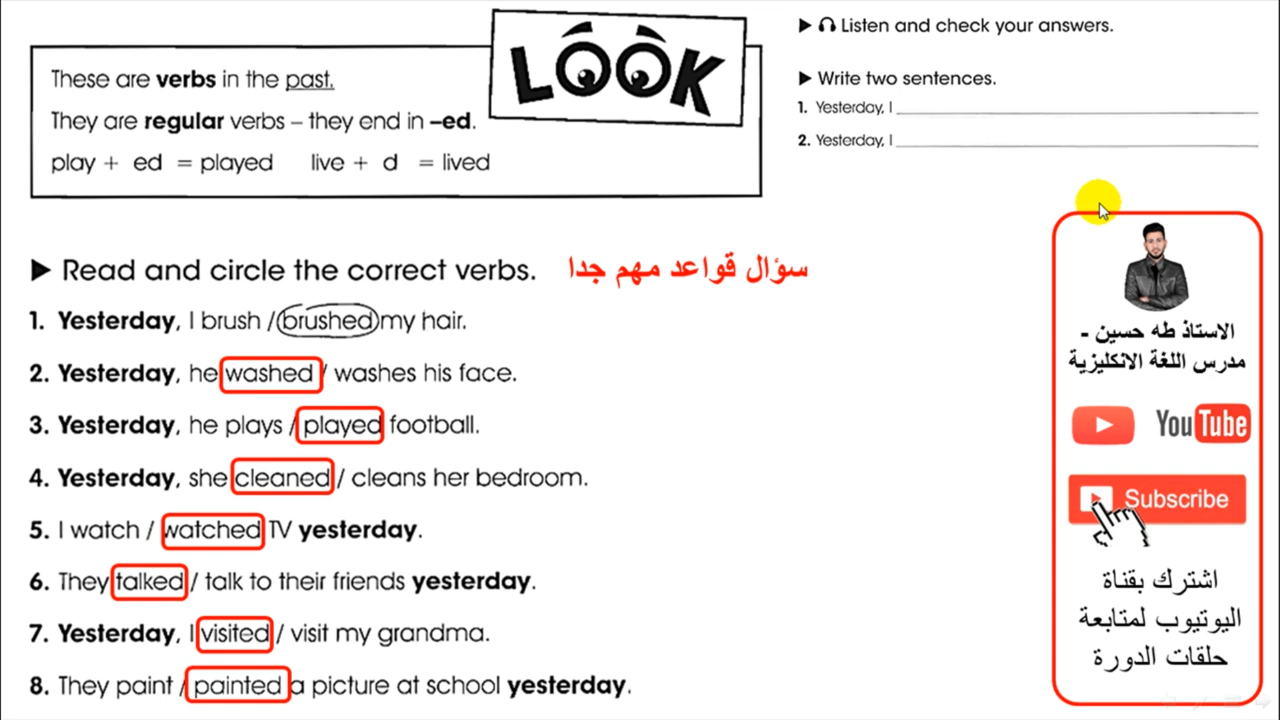 LOOK
These are verbs in the past.
They are regular verbs – they end in –ed.
play + ed = played live + d = lived
▶ Listen and check your answers.
▶ Write two sentences.
1. Yesterday, I
2. Yesterday, I
▶ Read and circle the correct verbs. سؤال قواعد مهم جدا
1. Yesterday, I brush / brushed my hair.
2. Yesterday, he washed / washes his face.
3. Yesterday, he plays / played football.
4. Yesterday, she cleaned / cleans her bedroom.
5. I watch / watched TV yesterday.
6. They talked / talk to their friends yesterday.
7. Yesterday, I visited / visit my grandma.
8. They paint / painted a picture at school yesterday.
الاستاذ طه حسين -
مدرس اللغة الانكليزية
YouTube
Subscribe
اشترك بقناة
اليوتيوب لمتابعة
حلقات الدورة